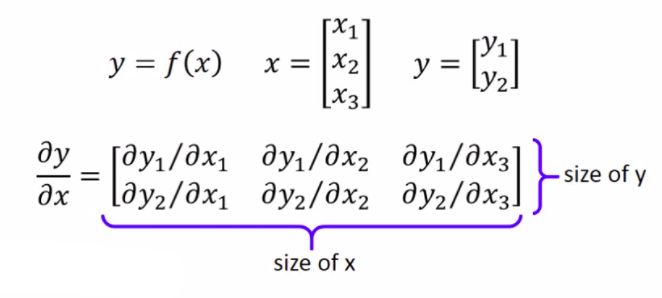 y = f(x)   x = [x₁ x₂ x₃]   y = [y₁ y₂]
∂y/∂x = [∂y₁/∂x₁ ∂y₁/∂x₂ ∂y₁/∂x₃
∂y₂/∂x₁ ∂y₂/∂x₂ ∂y₂/∂x₃]
size of y
size of x